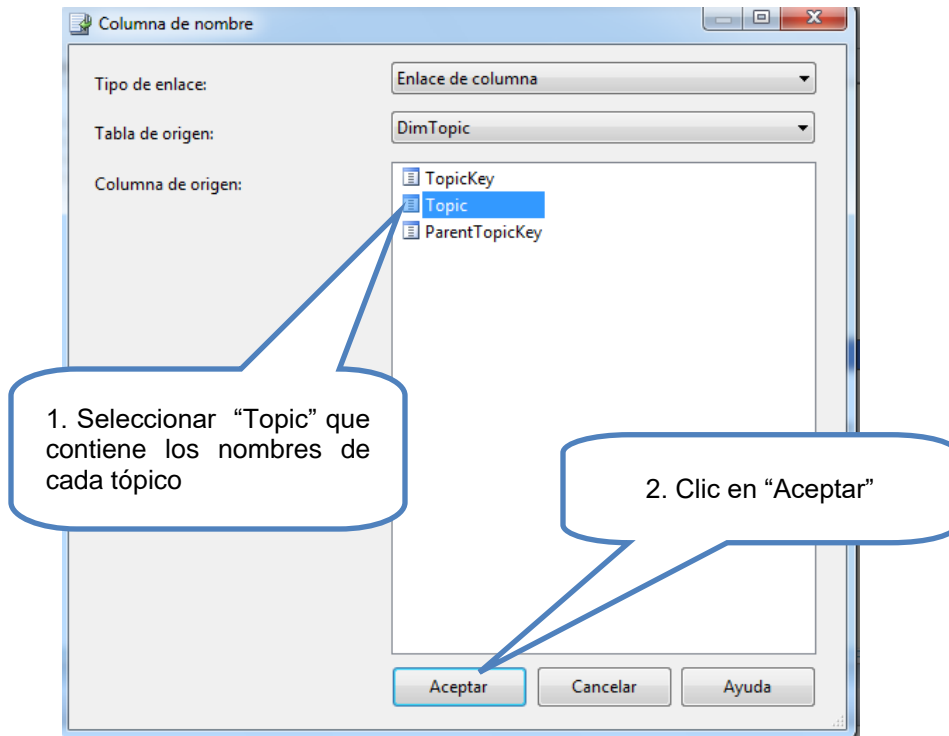 Columna de nombre
Tipo de enlace:
Enlace de columna
Tabla de origen:
DimTopic
Columna de origen:
TopicKey
Topic
ParentTopicKey
1. Seleccionar “Topic” que
contiene los nombres de
cada tópico
2. Clic en “Aceptar”
Aceptar
Cancelar
Ayuda